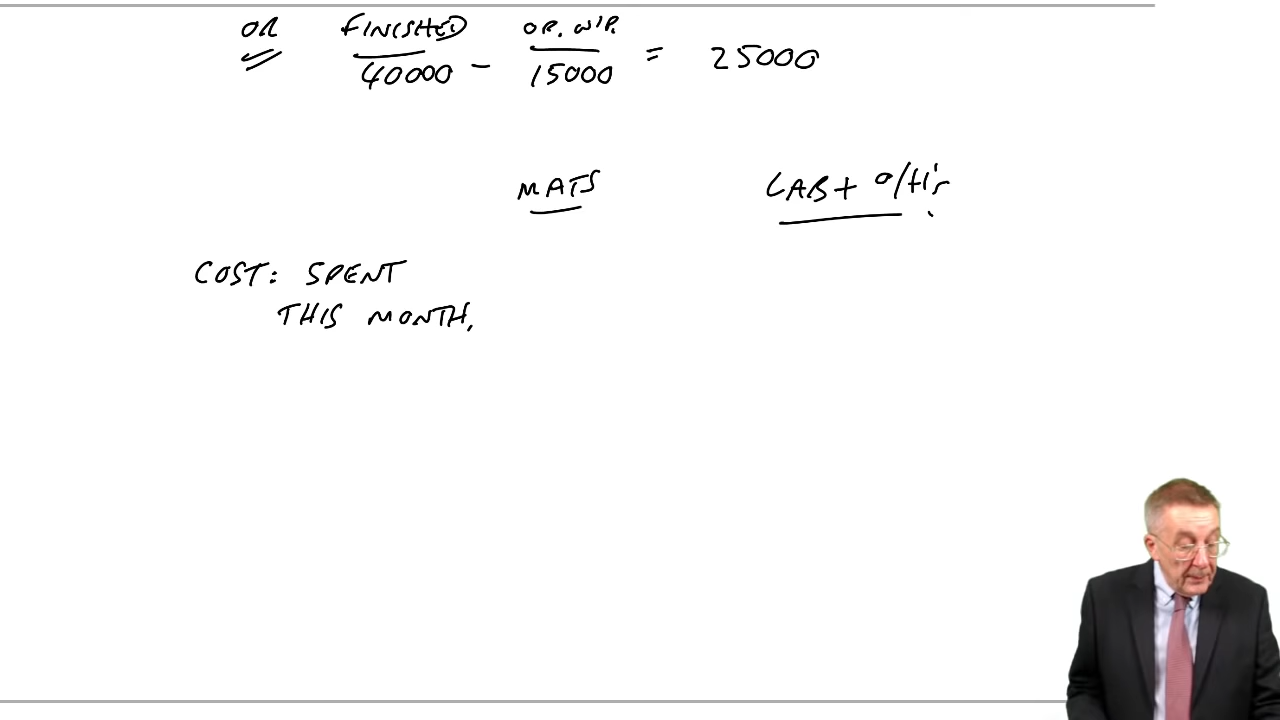 OR FINISHED OP. WIP.
40000 - 15000 = 25000
MATS LAB + O/H's
COST: SPENT
THIS MONTH.